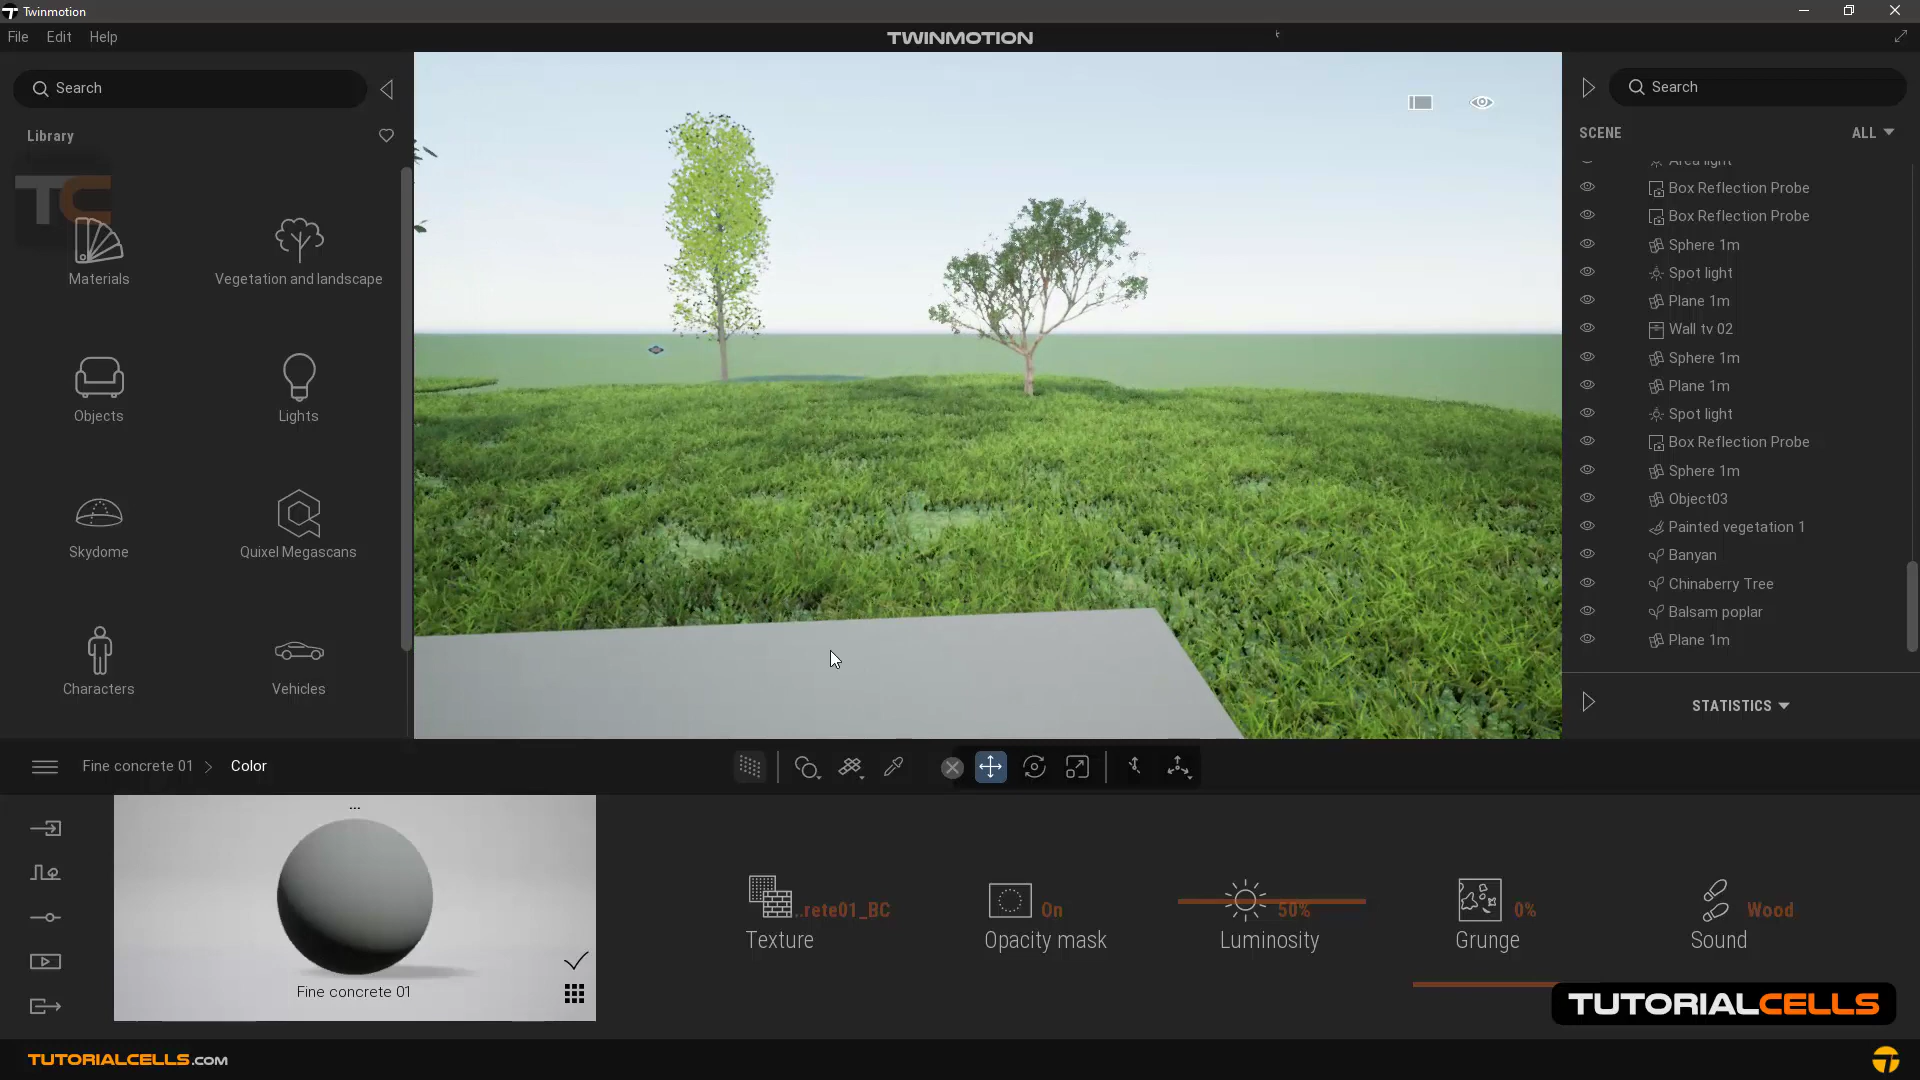 Twinmotion
File Edit Help
TWINMOTION
Search
Library
TC
Materials
Vegetation and landscape
Objects
Lights
Skydome
Quixel Megascans
Characters
Vehicles
Search
SCENE
ALL
Area light
Box Reflection Probe
Box Reflection Probe
Sphere 1m
Spot light
Plane 1m
Wall tv 02
Sphere 1m
Plane 1m
Spot light
Box Reflection Probe
Sphere 1m
Object03
Painted vegetation 1
Banyan
Chinaberry Tree
Balsam poplar
Plane 1m
STATISTICS
Fine concrete 01 > Color
...
Fine concrete 01
..rete01_BC
Texture
On
Opacity mask
50%
Luminosity
0%
Grunge
Wood
Sound
TUTORIALCELLS
TUTORIALCELLS.COM